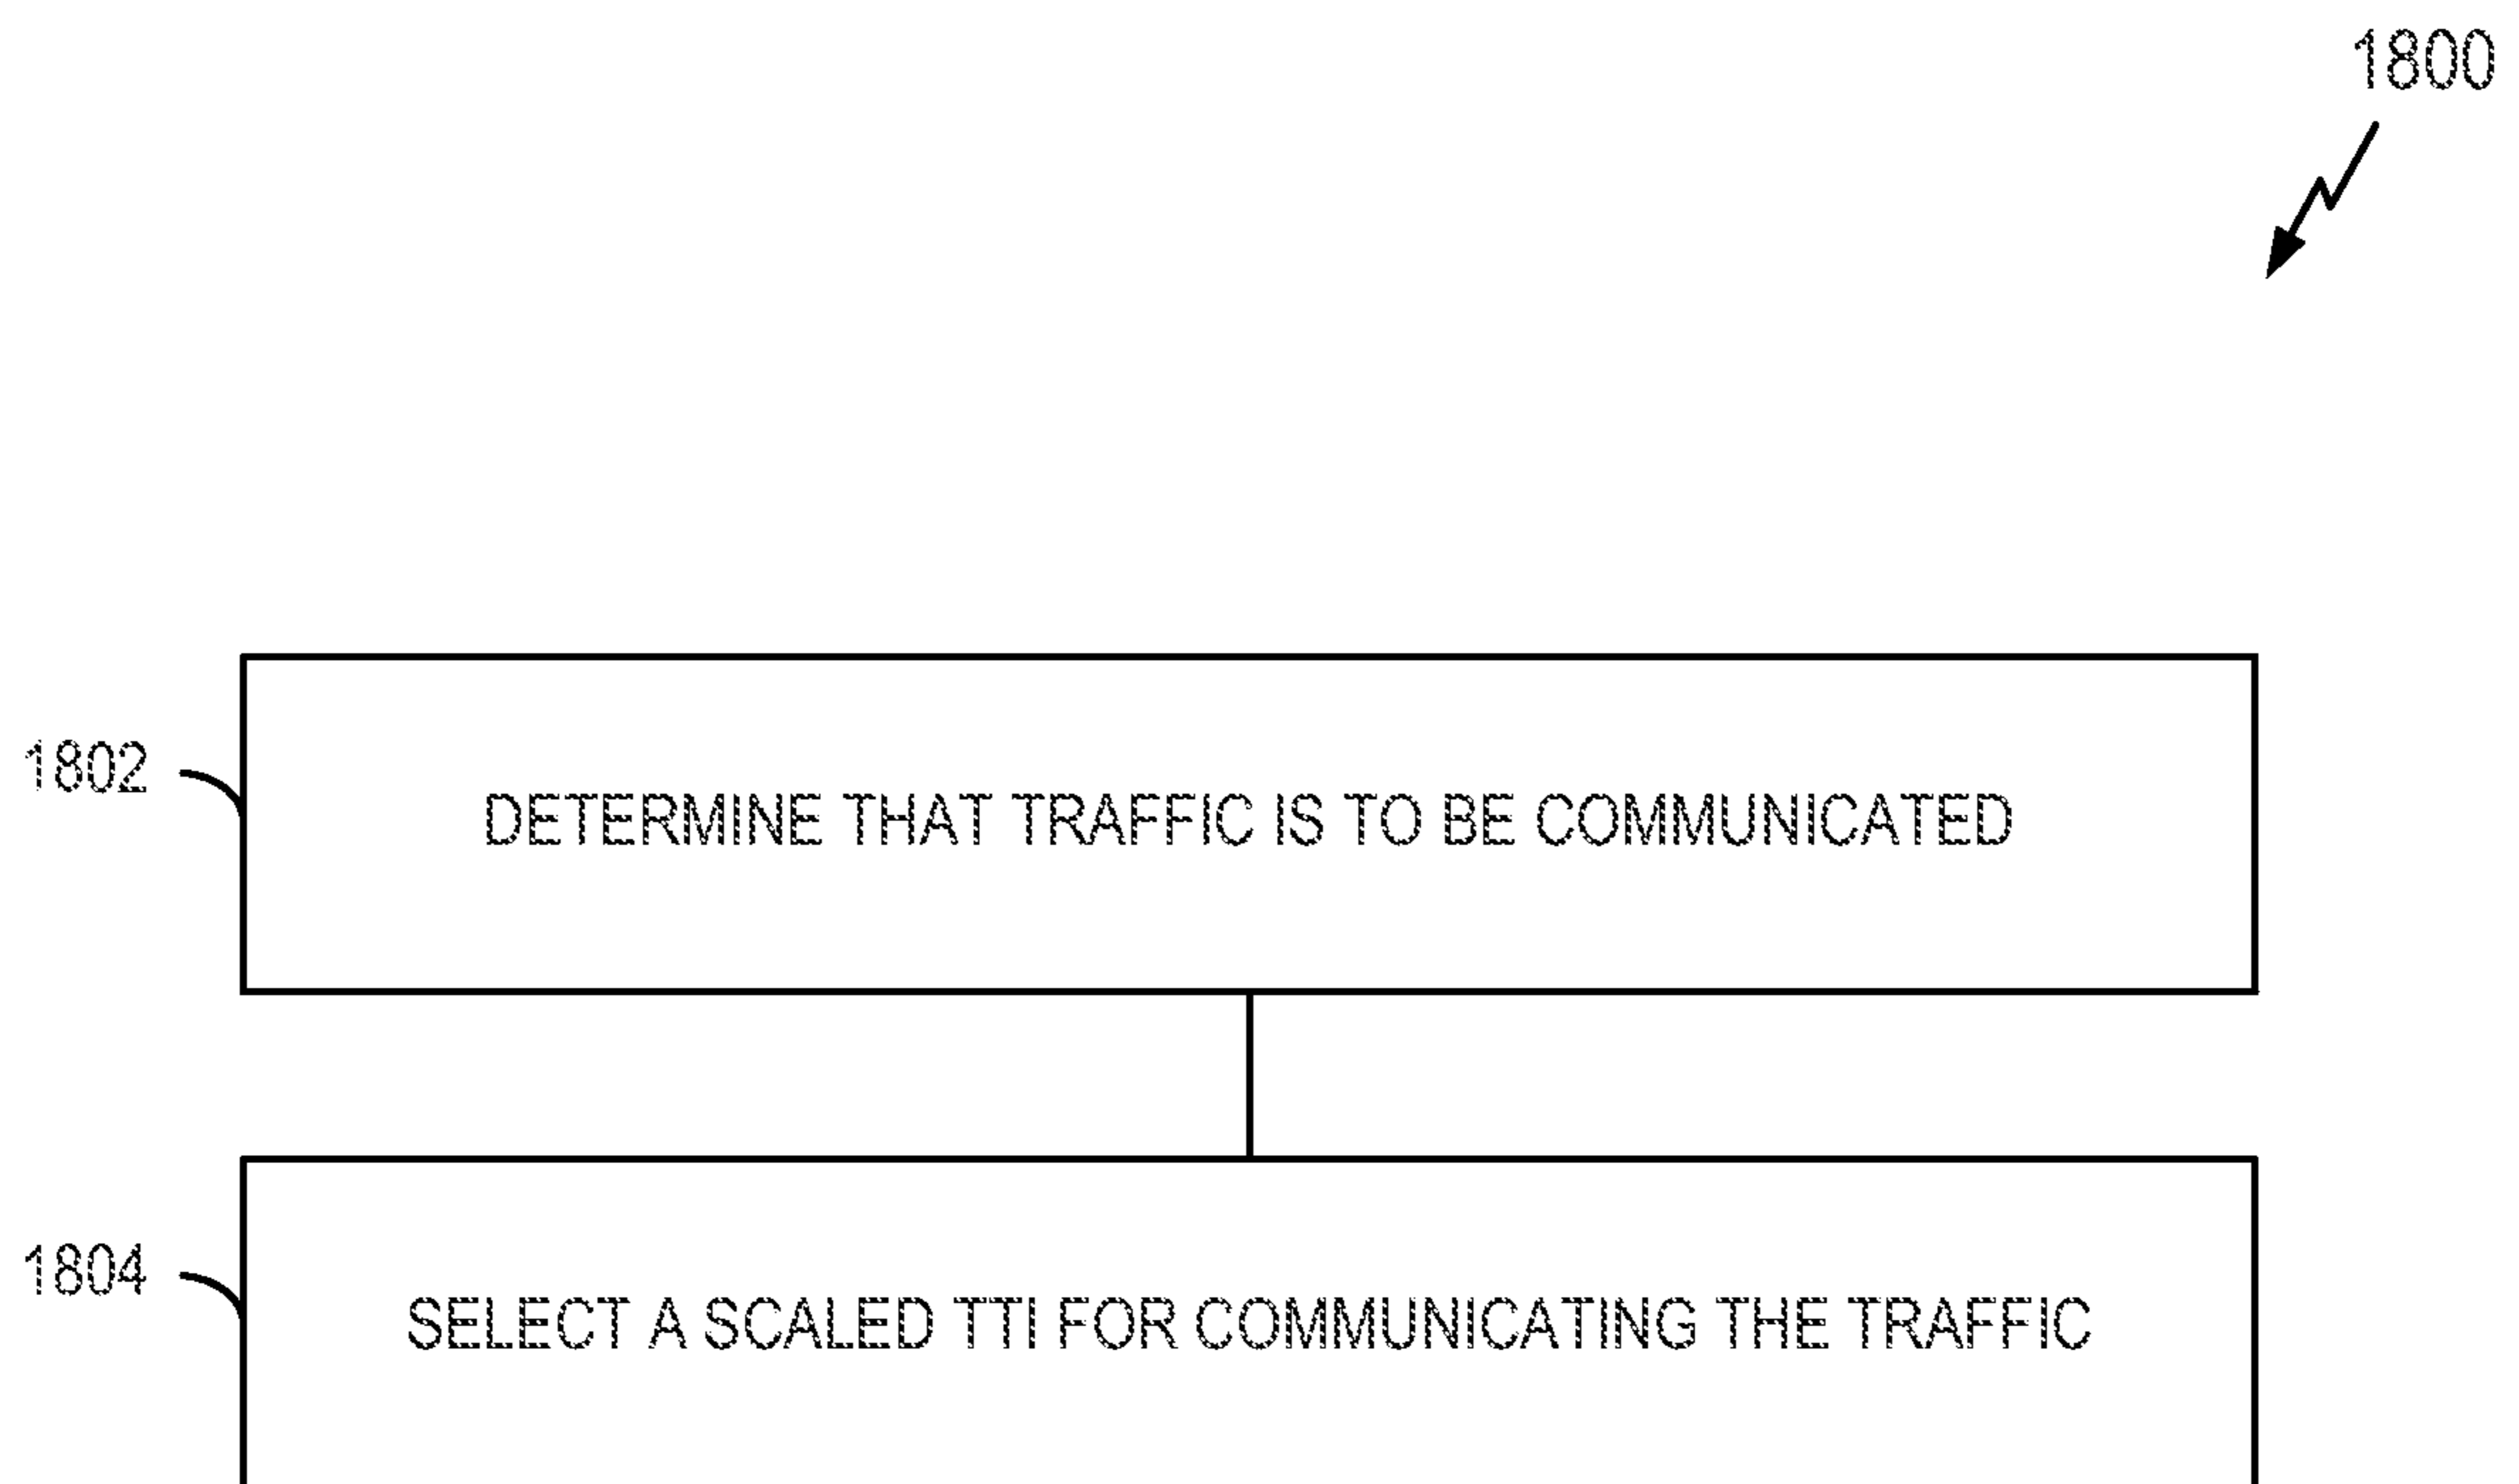 1800
1802
DETERMINE THAT TRAFFIC IS TO BE COMMUNICATED
1804
SELECT A SCALED TTI FOR COMMUNICATING THE TRAFFIC